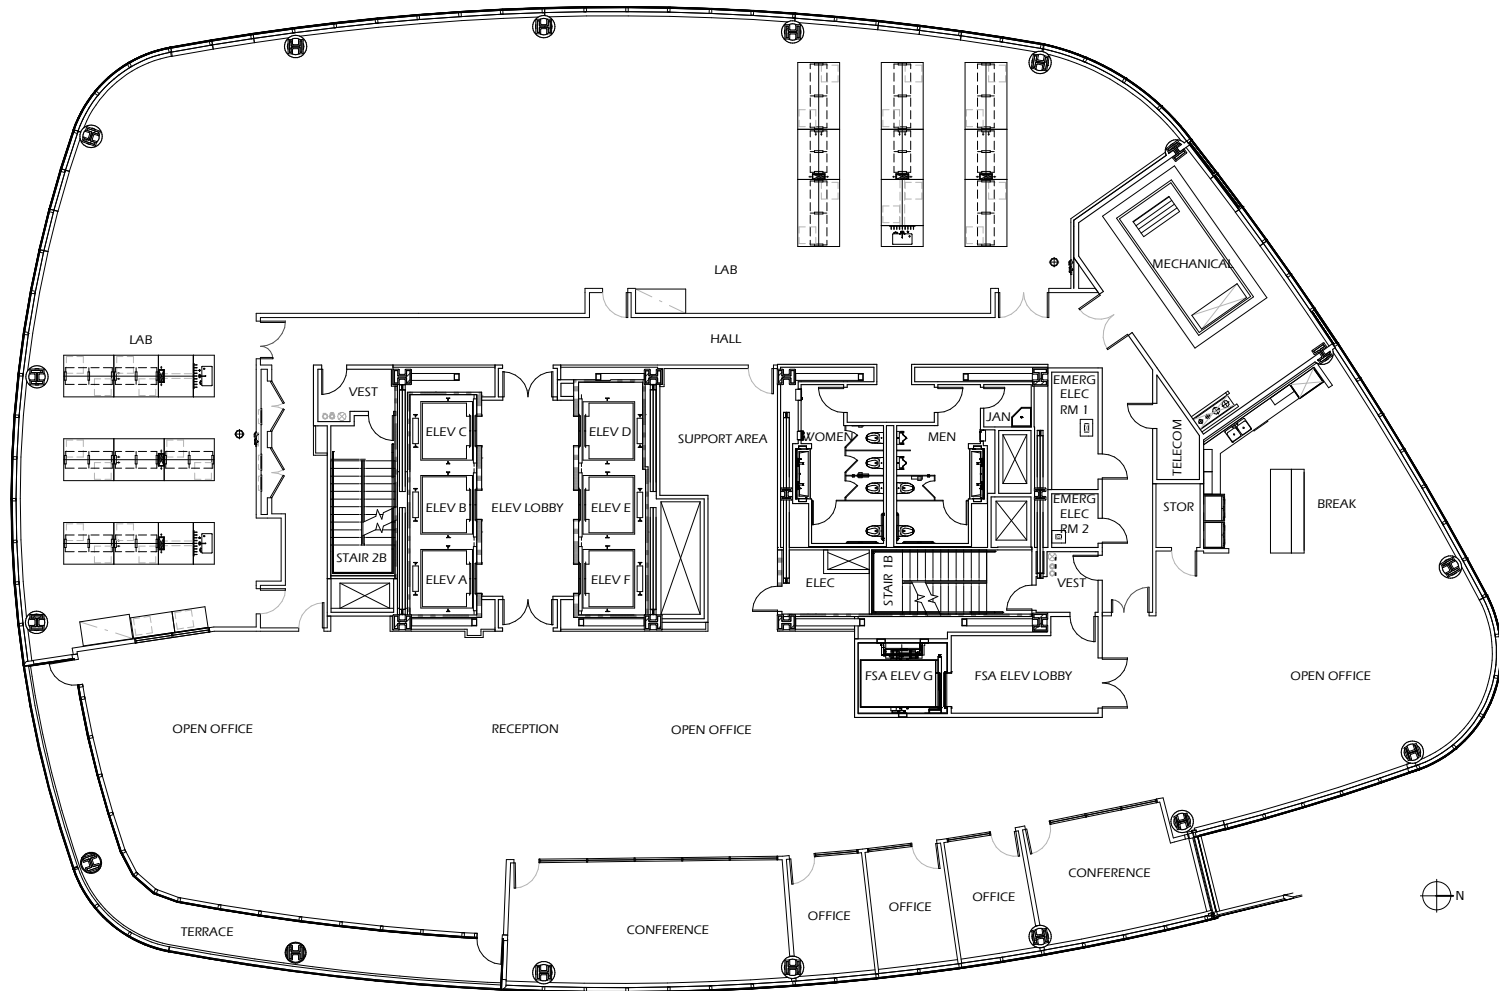 LAB
MECHANICAL
LAB
HALL
VEST
ELEV C
ELEV D
SUPPORT AREA
WOMEN
MEN
JAN
EMERG
ELEC
RM 1
TELECOM
ELEV B
ELEV LOBBY
ELEV E
EMERG
ELEC
RM 2
STOR
BREAK
STAIR 2B
ELEV A
ELEV F
ELEC
STAIR 1B
VEST
FSA ELEV G
FSA ELEV LOBBY
OPEN OFFICE
OPEN OFFICE
RECEPTION
OPEN OFFICE
CONFERENCE
OFFICE
OFFICE
OFFICE
CONFERENCE
TERRACE
N